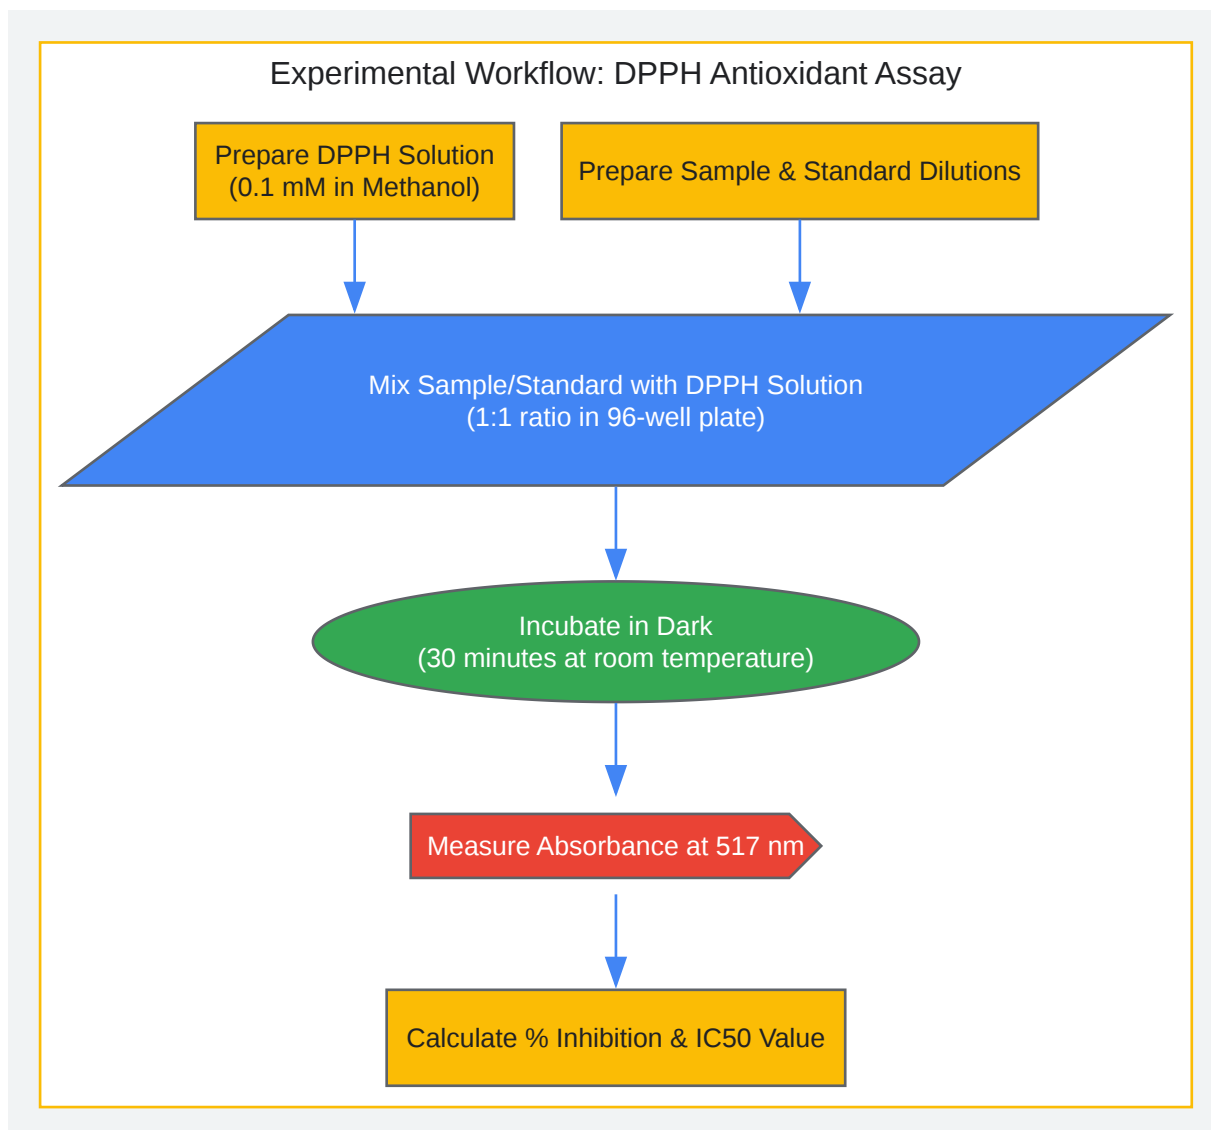 Experimental Workflow: DPPH Antioxidant Assay
Prepare DPPH Solution
(0.1 mM in Methanol)
Prepare Sample & Standard Dilutions
Mix Sample/Standard with DPPH Solution
(1:1 ratio in 96-well plate)
Incubate in Dark
(30 minutes at room temperature)
Measure Absorbance at 517 nm
Calculate % Inhibition & IC50 Value